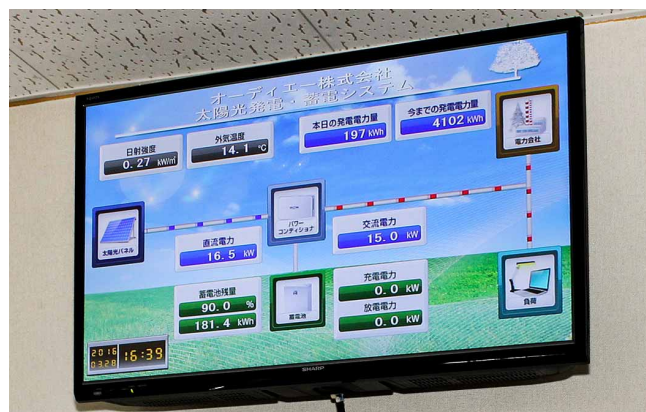 オーディエー株式会社
太陽光発電・蓄電システム
日射強度
0.27 kW/㎡
外気温度
14.1 ℃
本日の発電電力量
197 kWh
今までの発電電力量
4102 kWh
電力会社
太陽光パネル
パワー
コンディショナ
直流電力
16.5 kW
交流電力
15.0 kW
蓄電池残量
90.0 %
181.4 kWh
蓄電池
充電電力
0.0 kW
放電電力
0.0 kW
負荷
2016
03.28
16:39
SHARP